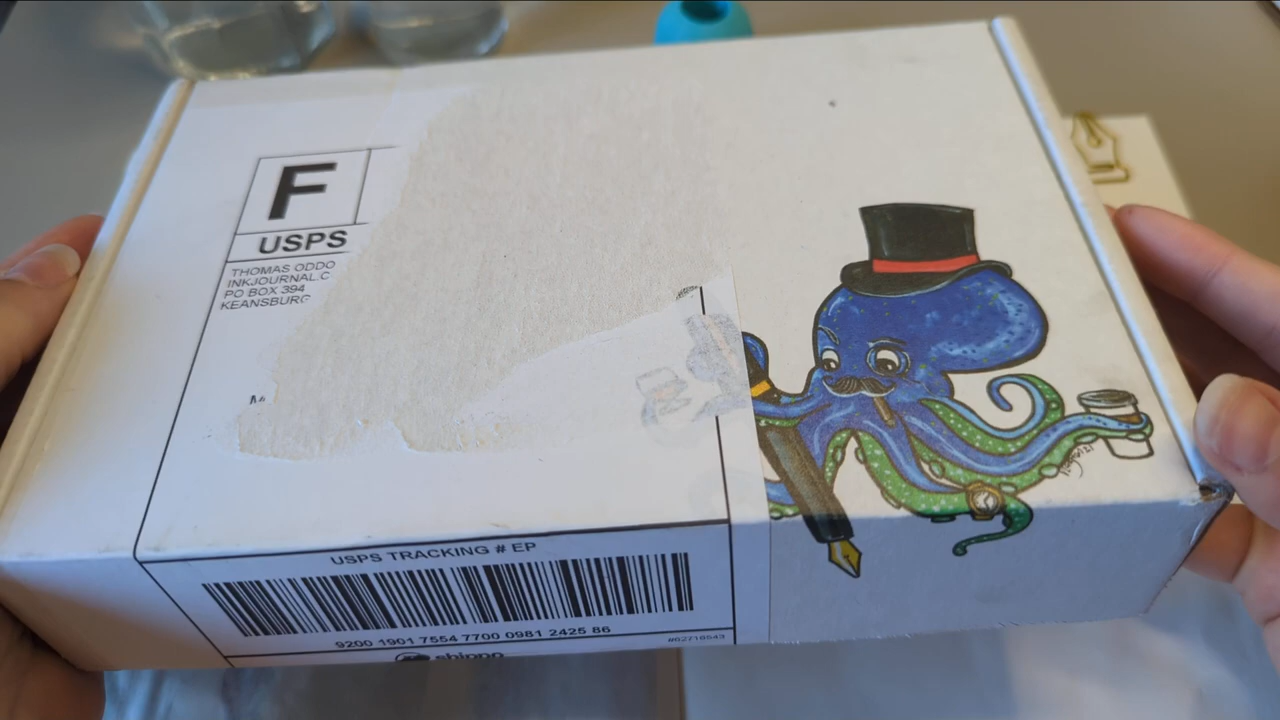 F
USPS
THOMAS ODDO
INKJOURNAL.C
PO BOX 394
KEANSBURG
USPS TRACKING # EP
9200 1901 7554 7700 0981 2425 86
#02718543
shippo